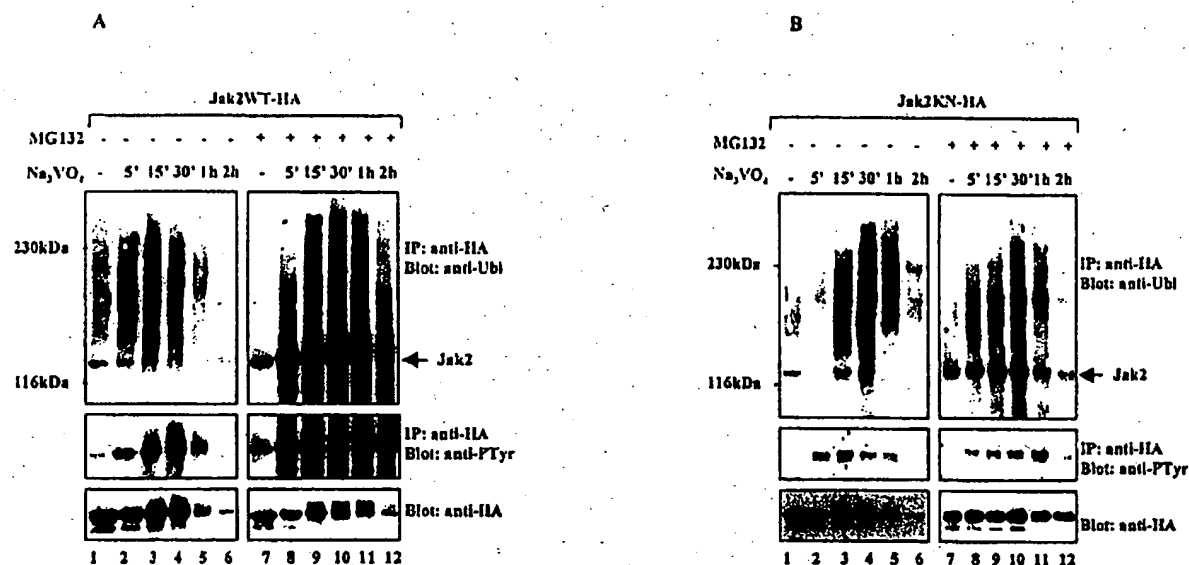 A
Jak2WT-HA
MG132 - - - - - - + + + + + +
Na3VO4 - 5' 15' 30' 1h 2h - 5' 15' 30' 1h 2h
230kDa
IP: anti-HA
Blot: anti-Ubi
Jak2
116kDa
IP: anti-HA
Blot: anti-PTyr
Blot: anti-HA
1 2 3 4 5 6 7 8 9 10 11 12
B
Jak2KN-HA
MG132 - - - - - - + + + + + +
Na3VO4 - 5' 15' 30' 1h 2h - 5' 15' 30' 1h 2h
230kDa
IP: anti-HA
Blot: anti-Ubi
116kDa
Jak2
IP: anti-HA
Blot: anti-PTyr
Blot: anti-HA
1 2 3 4 5 6 7 8 9 10 11 12